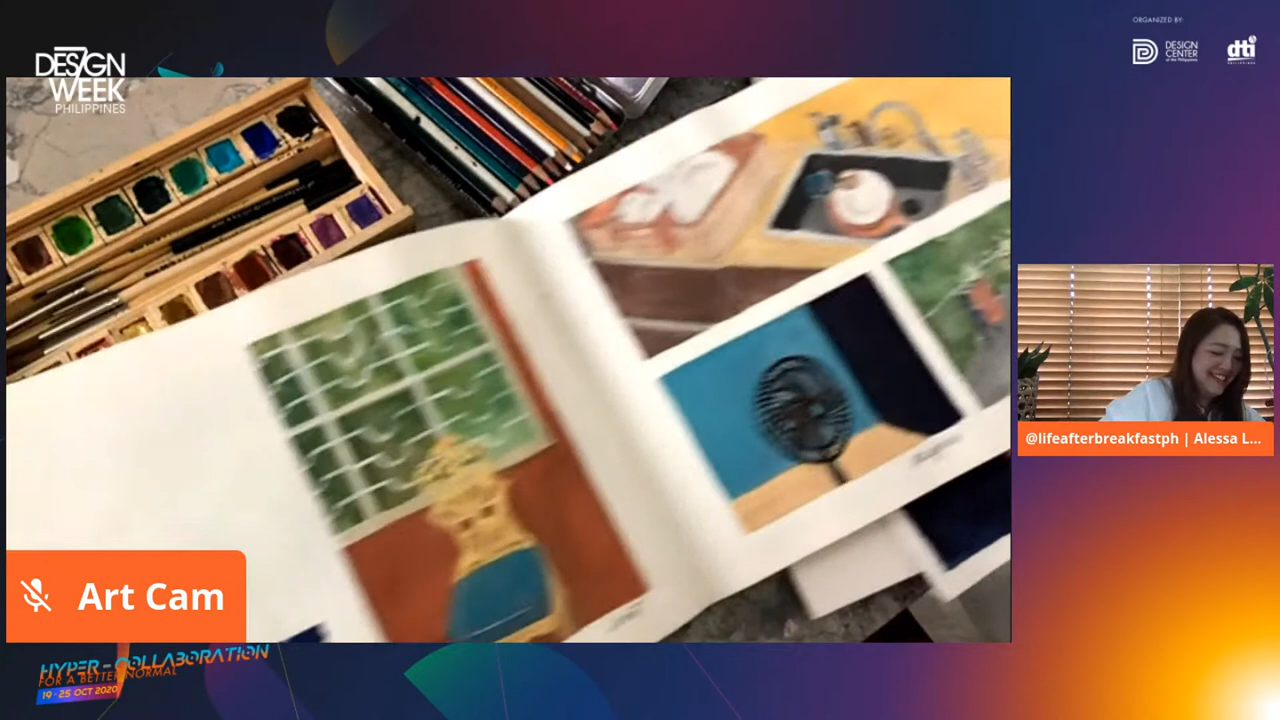 DESIGN
WEEK
PHILIPPINES
ORGANIZED BY:
DESIGN
CENTER
of the Philippines
dti
PHILIPPINES
@lifeafterbreakfastph | Alessa L...
Art Cam
HYPER-COLLABORATION
FOR A BETTER NORMAL
19 - 25 OCT 2020